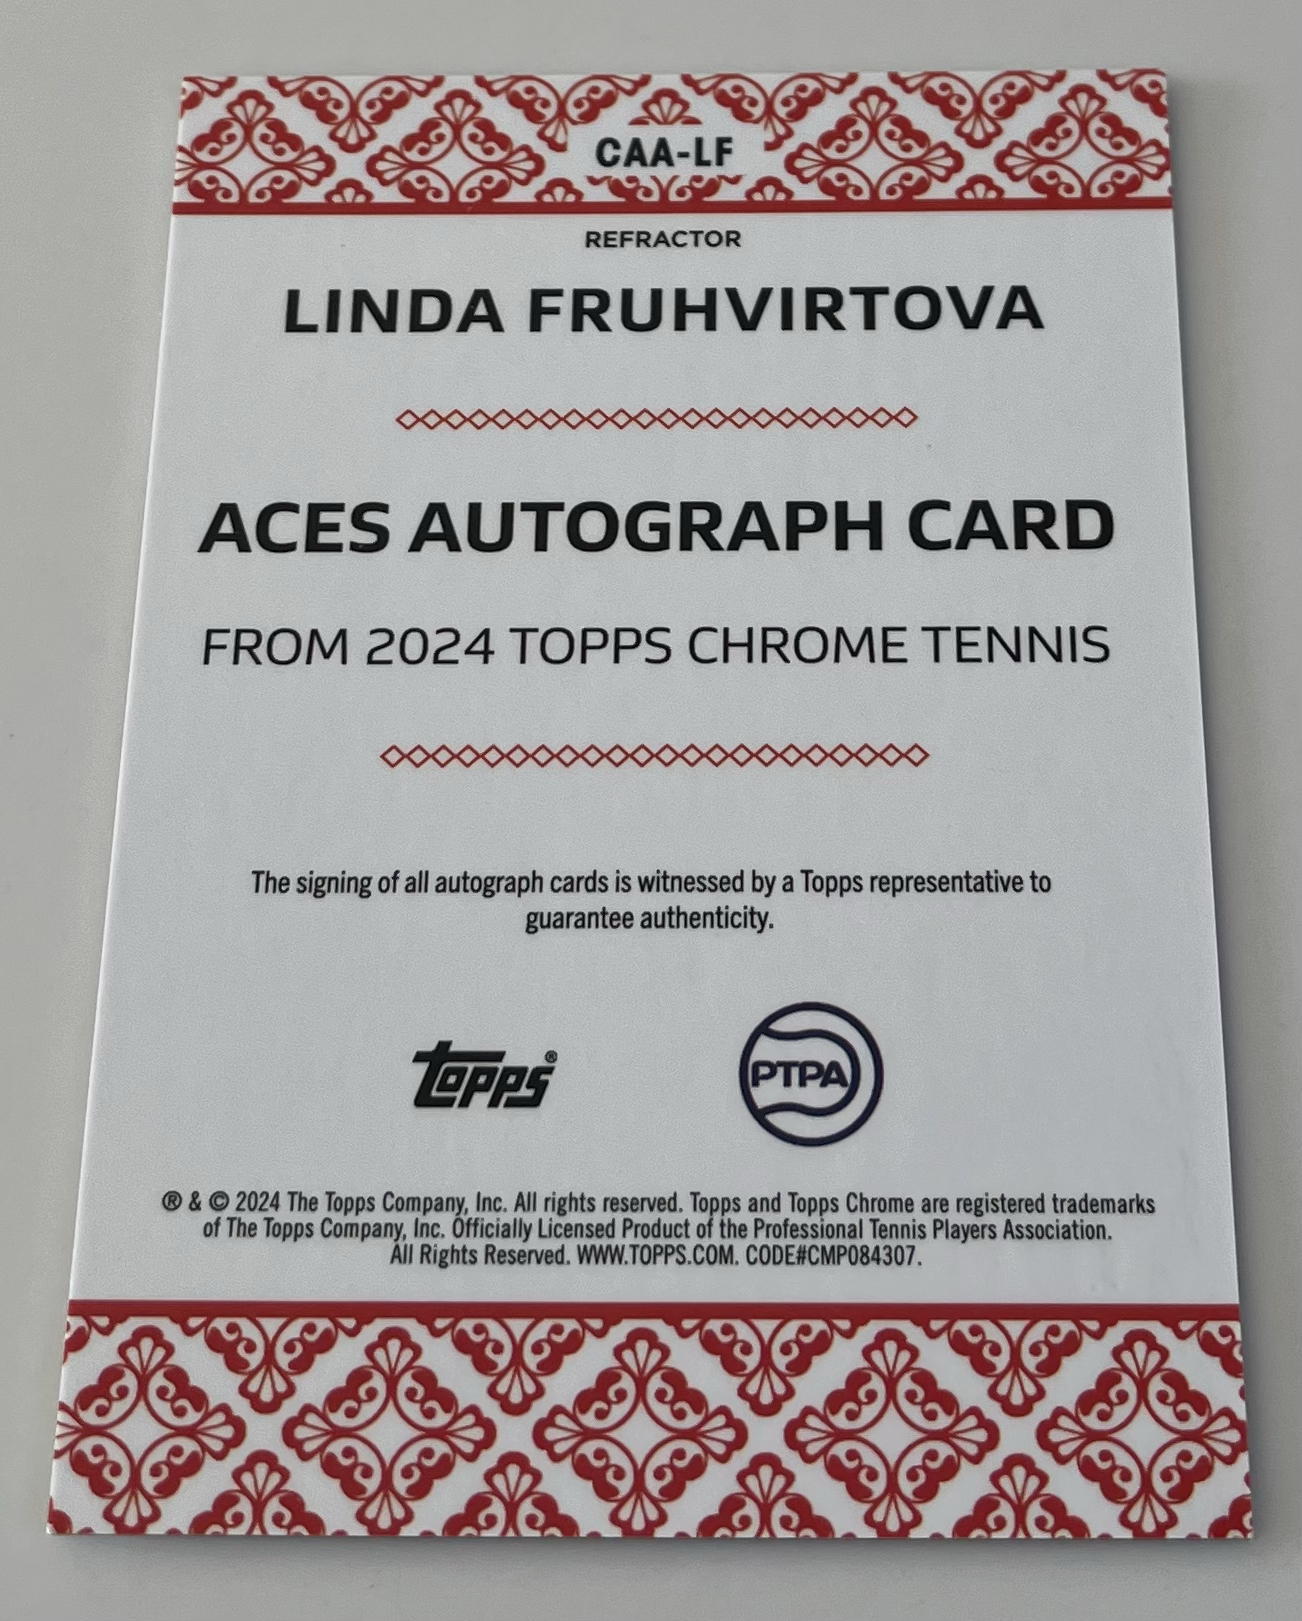 CAA-LF
REFRACTOR
LINDA FRUHVIRTOVA
ACES AUTOGRAPH CARD
FROM 2024 TOPPS CHROME TENNIS
The signing of all autograph cards is witnessed by a Topps representative to
guarantee authenticity.
Topps®
PTPA
® & © 2024 The Topps Company, Inc. All rights reserved. Topps and Topps Chrome are registered trademarks
of The Topps Company, Inc. Officially Licensed Product of the Professional Tennis Players Association.
All Rights Reserved. WWW.TOPPS.COM. CODE#CMP084307.